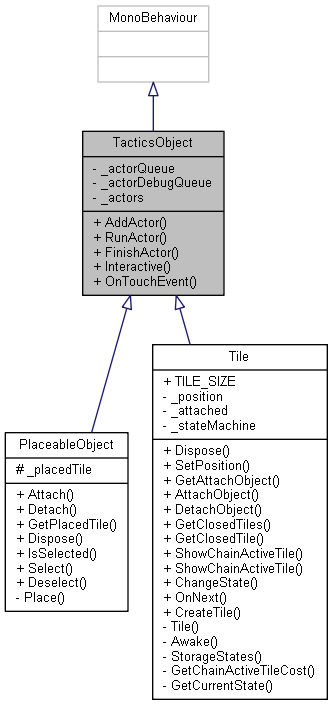 MonoBehaviour
TacticsObject
- _actorQueue
- _actorDebugQueue
- _actors
+ AddActor()
+ RunActor()
+ FinishActor()
+ Interactive()
+ OnTouchEvent()
PlaceableObject
# _placedTile
+ Attach()
+ Detach()
+ GetPlacedTile()
+ Dispose()
+ IsSelected()
+ Select()
+ Deselect()
- Place()
Tile
+ TILE_SIZE
- _position
- _attached
- _stateMachine
+ Dispose()
+ SetPosition()
+ GetAttachObject()
+ AttachObject()
+ DetachObject()
+ GetClosedTiles()
+ GetClosedTile()
+ ShowChainActiveTile()
+ ShowChainActiveTile()
+ ChangeState()
+ OnNext()
+ CreateTile()
- Tile()
- Awake()
- StorageStates()
- GetChainActiveTileCost()
- GetCurrentState()